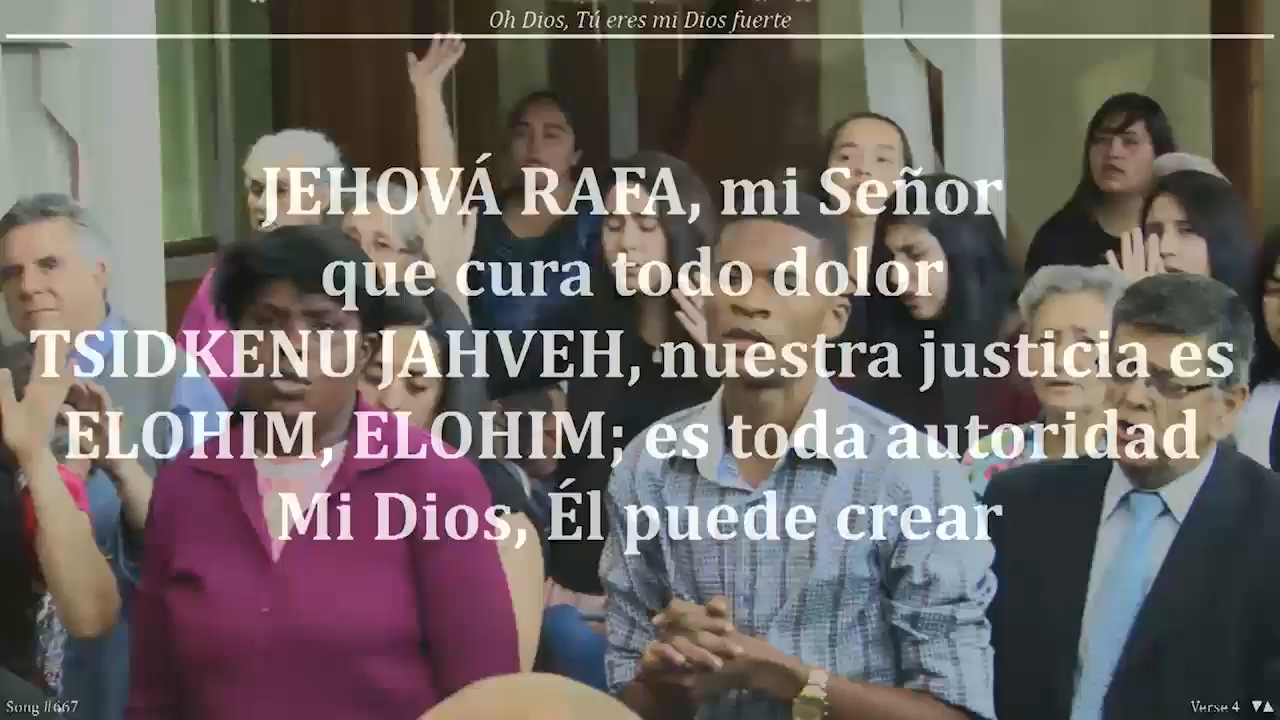 Oh Dios, Tú eres mi Dios fuerte
JEHOVÁ RAFA, mi Señor
que cura todo dolor
TSIDKENU JAHVEH, nuestra justicia es
ELOHIM, ELOHIM; es toda autoridad
Mi Dios, Él puede crear
Song #667
Verse 4 ▼▲